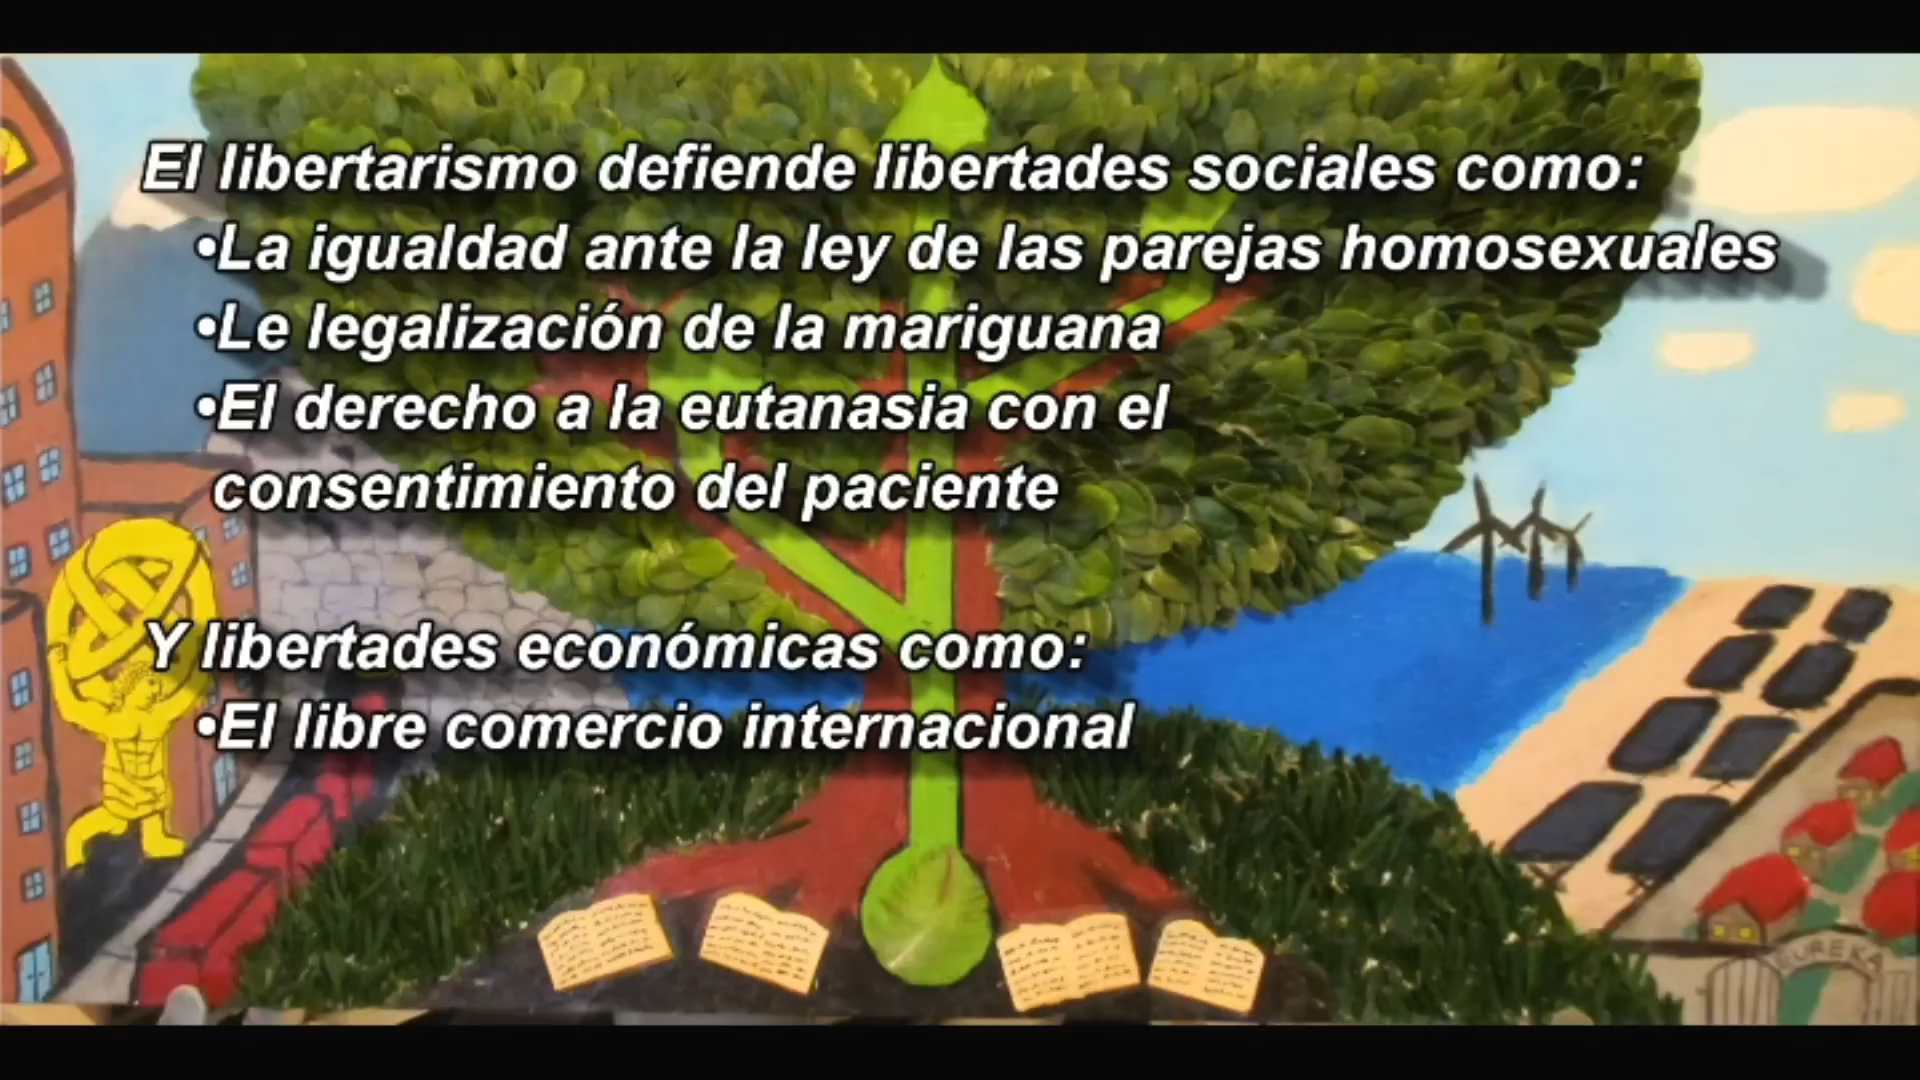 El libertarismo defiende libertades sociales como:
•La igualdad ante la ley de las parejas homosexuales
•Le legalización de la mariguana
•El derecho a la eutanasia con el
consentimiento del paciente
Y libertades económicas como:
•El libre comercio internacional
EUREKA